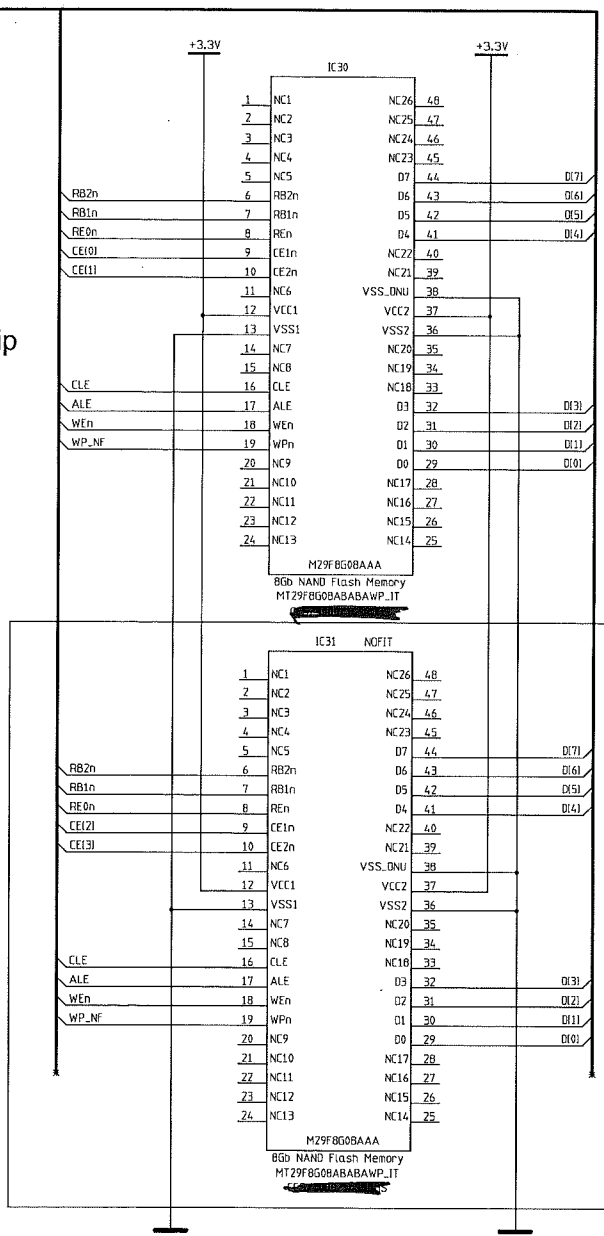 +3.3V +3.3V
IC30
1 NC1 NC26 48
2 NC2 NC25 47
3 NC3 NC24 46
4 NC4 NC23 45
5 NC5 D7 44 D[7]
RB2n 6 RB2n D6 43 D[6]
RB1n 7 RB1n D5 42 D[5]
RE0n 8 REn D4 41 D[4]
CE[0] 9 CE1n NC22 40
CE[1] 10 CE2n NC21 39
11 NC6 VSS_DNU 38
12 VCC1 VCC2 37
13 VSS1 VSS2 36
ip
14 NC7 NC20 35
15 NC8 NC19 34
CLE 16 CLE NC18 33
ALE 17 ALE D3 32 D[3]
WEn 18 WEn D2 31 D[2]
WP_NF 19 WPn D1 30 D[1]
20 NC9 D0 29 D[0]
21 NC10 NC17 28
22 NC11 NC16 27
23 NC12 NC15 26
24 NC13 NC14 25
M29F8G08AAA
8Gb NAND Flash Memory
MT29F8G08ABABAWP_IT
IC31 NOFIT
1 NC1 NC26 48
2 NC2 NC25 47
3 NC3 NC24 46
4 NC4 NC23 45
5 NC5 D7 44 D[7]
RB2n 6 RB2n D6 43 D[6]
RB1n 7 RB1n D5 42 D[5]
RE0n 8 REn D4 41 D[4]
CE[2] 9 CE1n NC22 40
CE[3] 10 CE2n NC21 39
11 NC6 VSS_DNU 38
12 VCC1 VCC2 37
13 VSS1 VSS2 36
14 NC7 NC20 35
15 NC8 NC19 34
CLE 16 CLE NC18 33
ALE 17 ALE D3 32 D[3]
WEn 18 WEn D2 31 D[2]
WP_NF 19 WPn D1 30 D[1]
20 NC9 D0 29 D[0]
21 NC10 NC17 28
22 NC11 NC16 27
23 NC12 NC15 26
24 NC13 NC14 25
M29F8G08AAA
8Gb NAND Flash Memory
MT29F8G08ABABAWP_IT